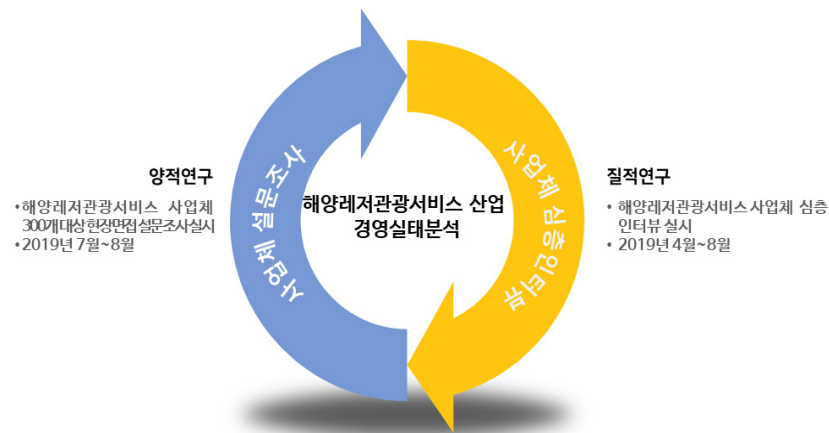 양적연구
•해양레저관광서비스 사업체
300개 대상 현장면접 설문조사 실시
•2019년 7월~8월
사업체 설문조사
해양레저관광서비스 산업
경영실태분석
사업체 심층인터뷰
질적연구
• 해양레저관광서비스 사업체 심층
인터뷰 실시
• 2019년 4월~8월